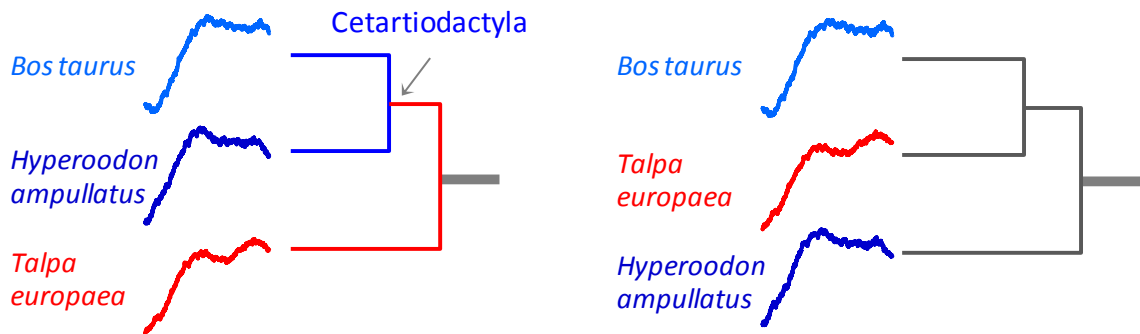 Cetartiodactyla
Bos taurus
Hyperoodon
ampullatus
Talpa
europaea
Bos taurus
Talpa
europaea
Hyperoodon
ampullatus